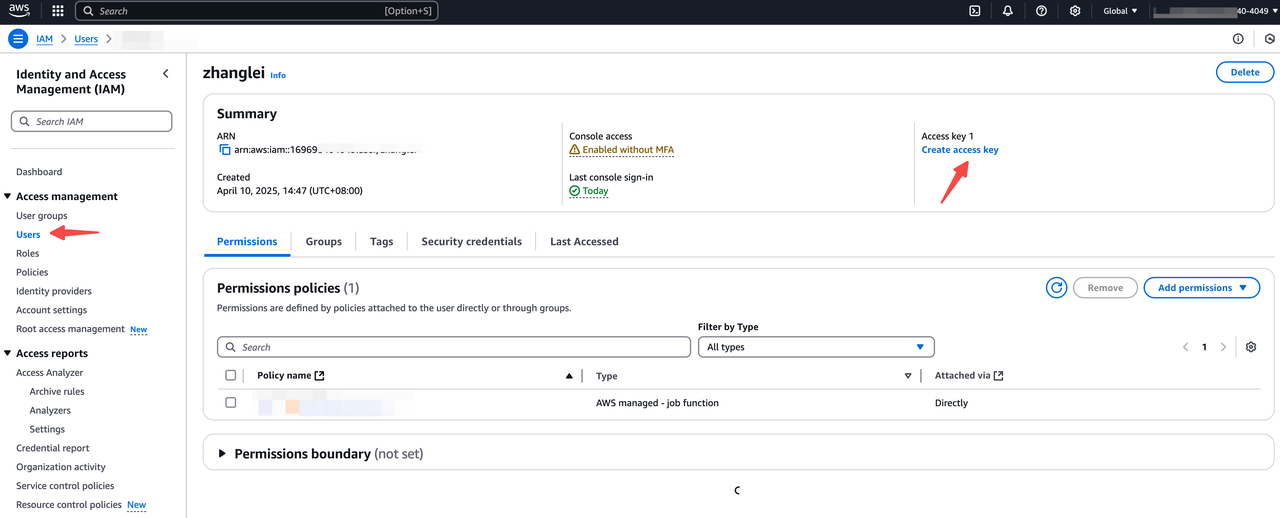 aws
Search [Option+S]
Global
40-4049
IAM > Users >
Identity and Access
Management (IAM)
Search IAM
Dashboard
Access management
User groups
Users
Roles
Policies
Identity providers
Account settings
Root access management New
Access reports
Access Analyzer
Archive rules
Analyzers
Settings
Credential report
Organization activity
Service control policies
Resource control policies New
zhanglei Info
Delete
Summary
ARN
arn:aws:iam::16969
Created
April 10, 2025, 14:47 (UTC+08:00)
Console access
Enabled without MFA
Last console sign-in
Today
Access key 1
Create access key
Permissions
Groups
Tags
Security credentials
Last Accessed
Permissions policies (1)
Permissions are defined by policies attached to the user directly or through groups.
Remove
Add permissions
Filter by Type
Search
All types
1
Policy name
Type
Attached via
AWS managed - job function
Directly
Permissions boundary (not set)